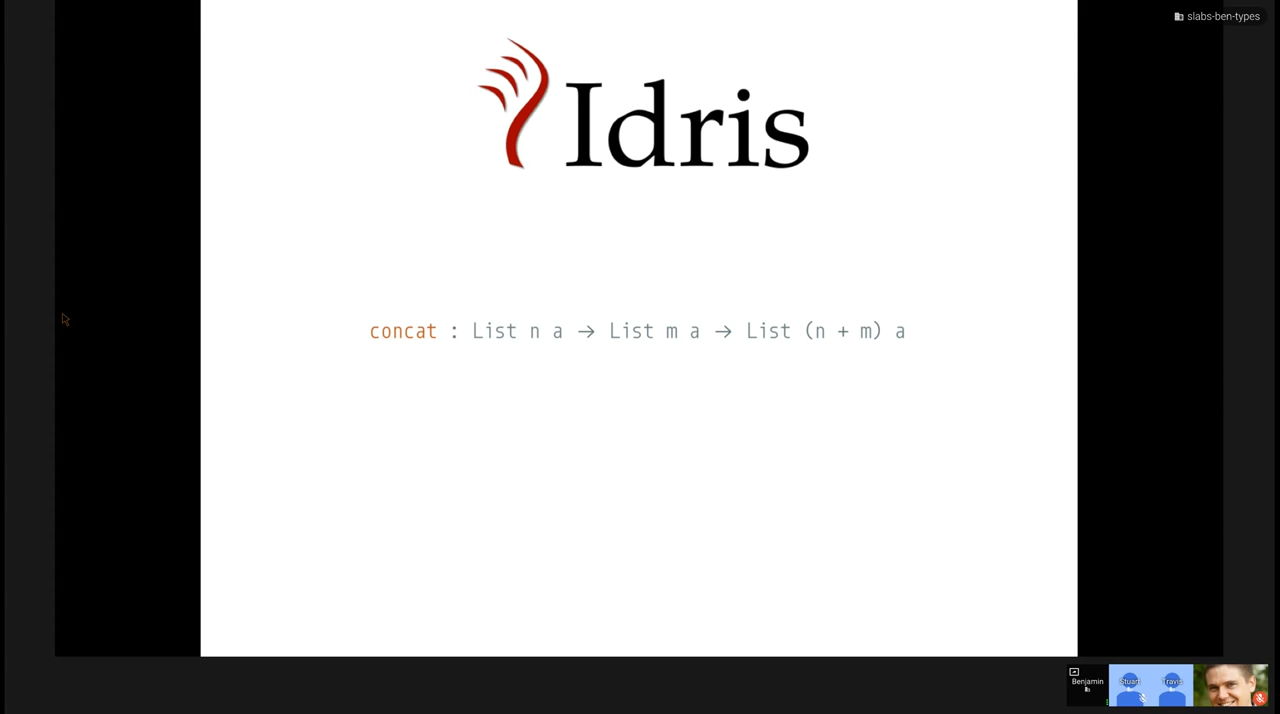 slabs-ben-types
Idris
concat : List n a → List m a → List (n + m) a
Benjamin
Stuart
Travis